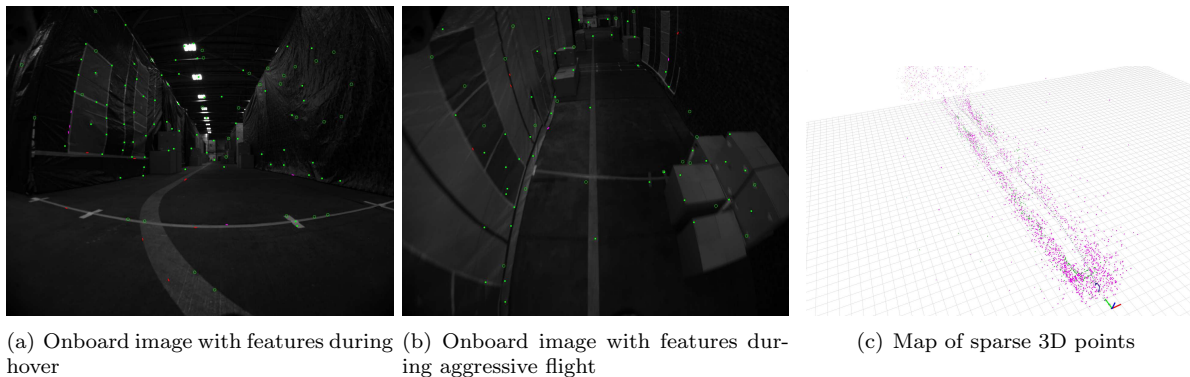 (a) Onboard image with features during
hover
(b) Onboard image with features dur-
ing aggressive flight
(c) Map of sparse 3D points